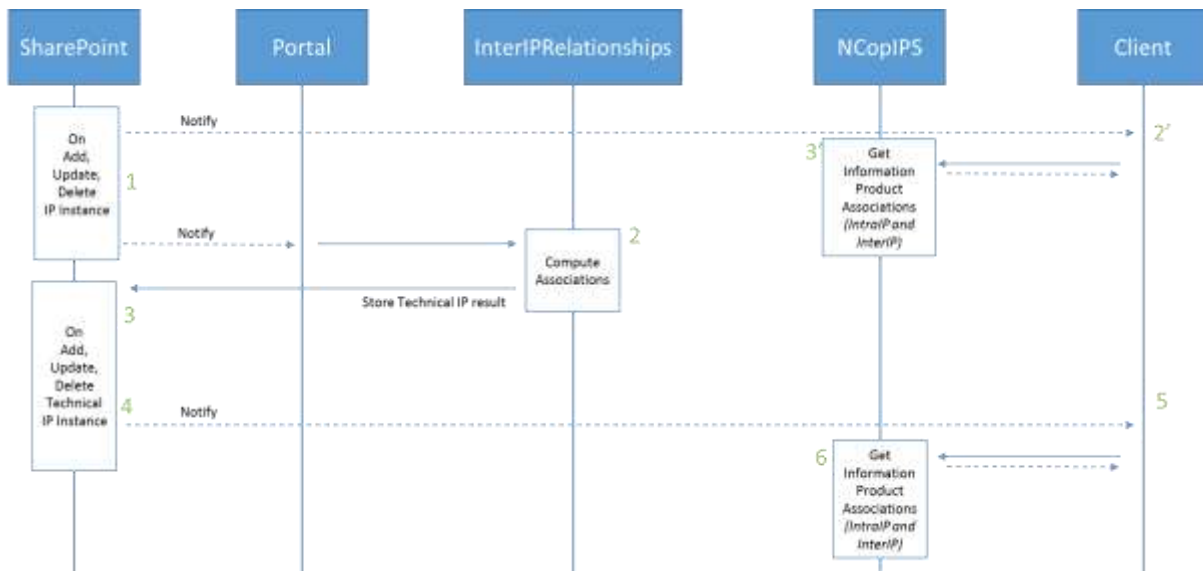 SharePoint
Portal
InterIPRelationships
NCopIPS
Client
Notify
2'
On
Add,
Update,
Delete
IP Instance
1
3'
Get
Information
Product
Associations
(IntraIP and
InterIP)
Notify
2
Compute
Associations
Store Technical IP result
3
On
Add,
Update,
Delete
Technical
IP Instance
4
Notify
5
6
Get
Information
Product
Associations
(IntraIP and
InterIP)